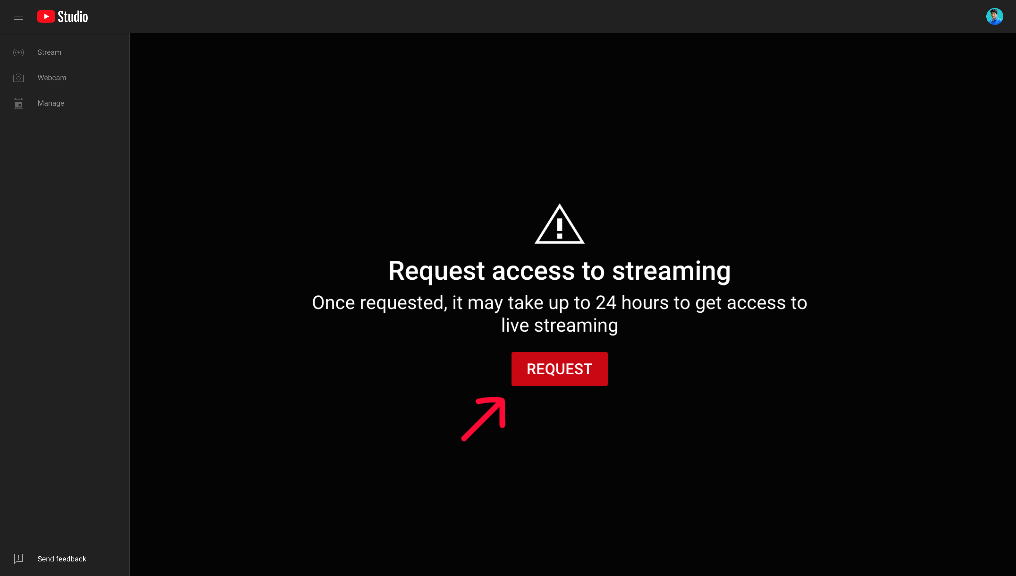 Studio
Stream
Webcam
Manage
Request access to streaming
Once requested, it may take up to 24 hours to get access to
live streaming
REQUEST
Send feedback